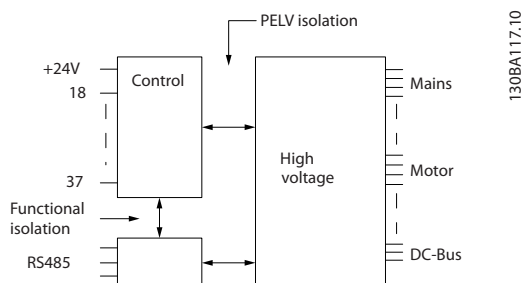 PELV isolation
130BA117.10
+24V
Control
Mains
18
High
voltage
Motor
37
Functional
isolation
RS485
DC-Bus